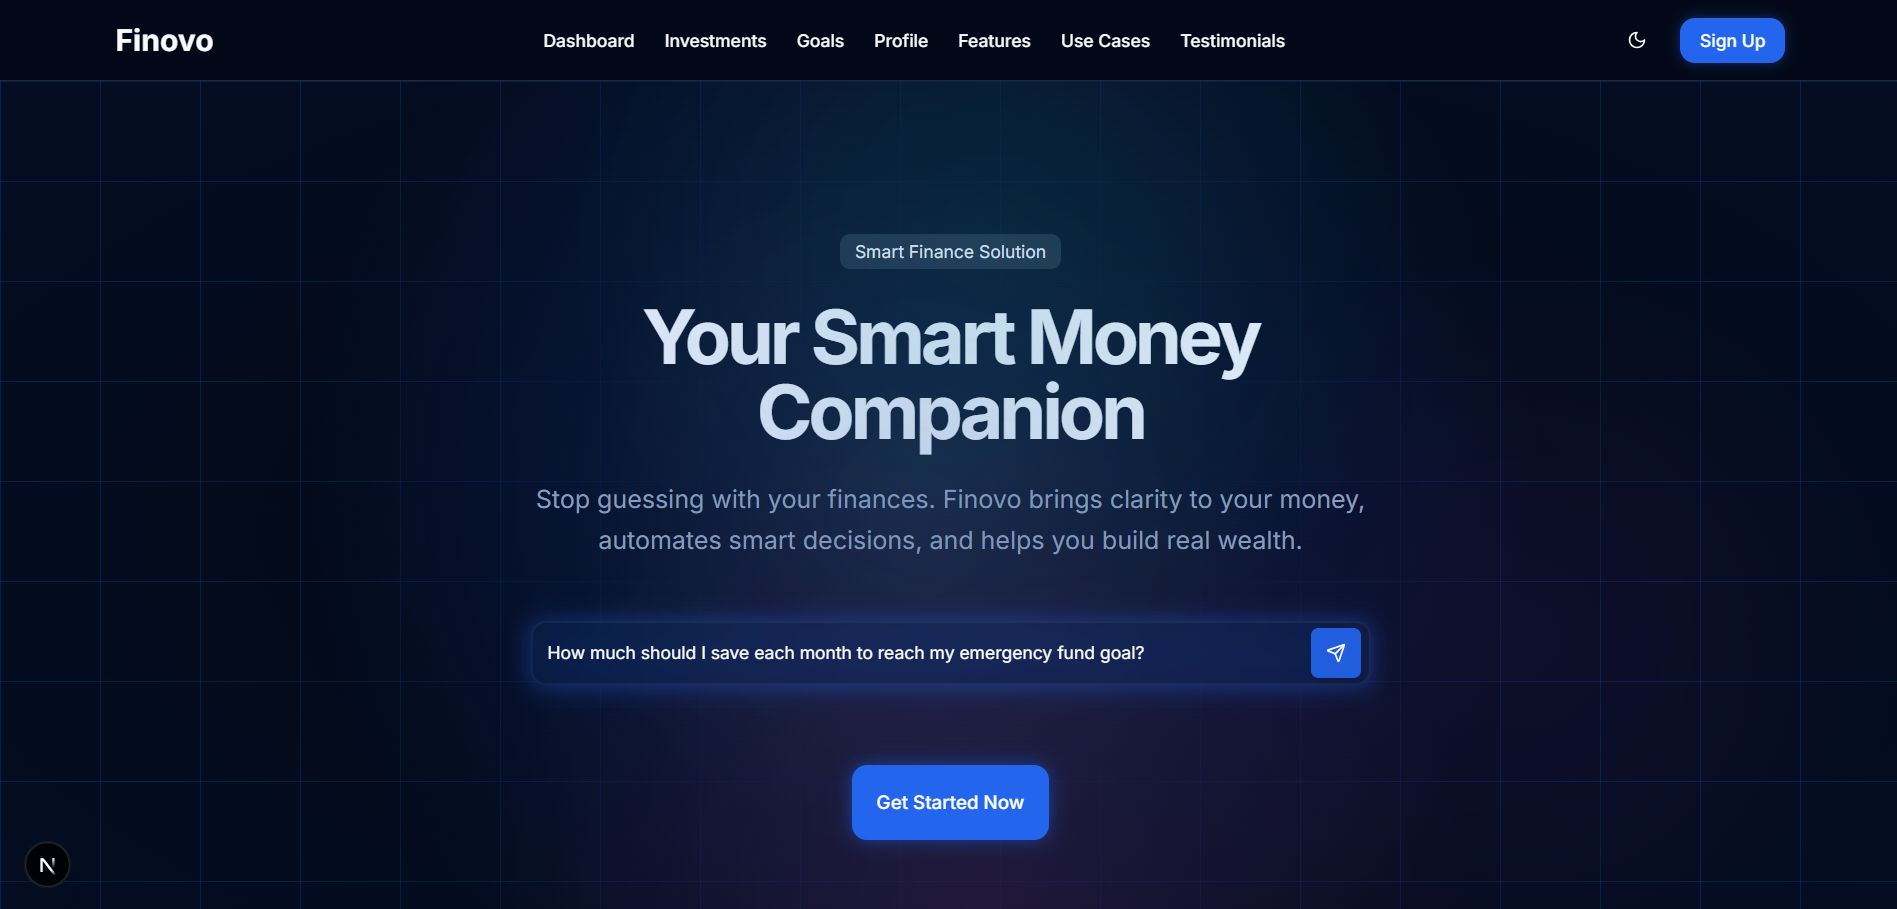 Finovo
Dashboard Investments Goals Profile Features Use Cases Testimonials
Sign Up
Smart Finance Solution
Your Smart Money
Companion
Stop guessing with your finances. Finovo brings clarity to your money,
automates smart decisions, and helps you build real wealth.
How much should I save each month to reach my emergency fund goal?
Get Started Now
N